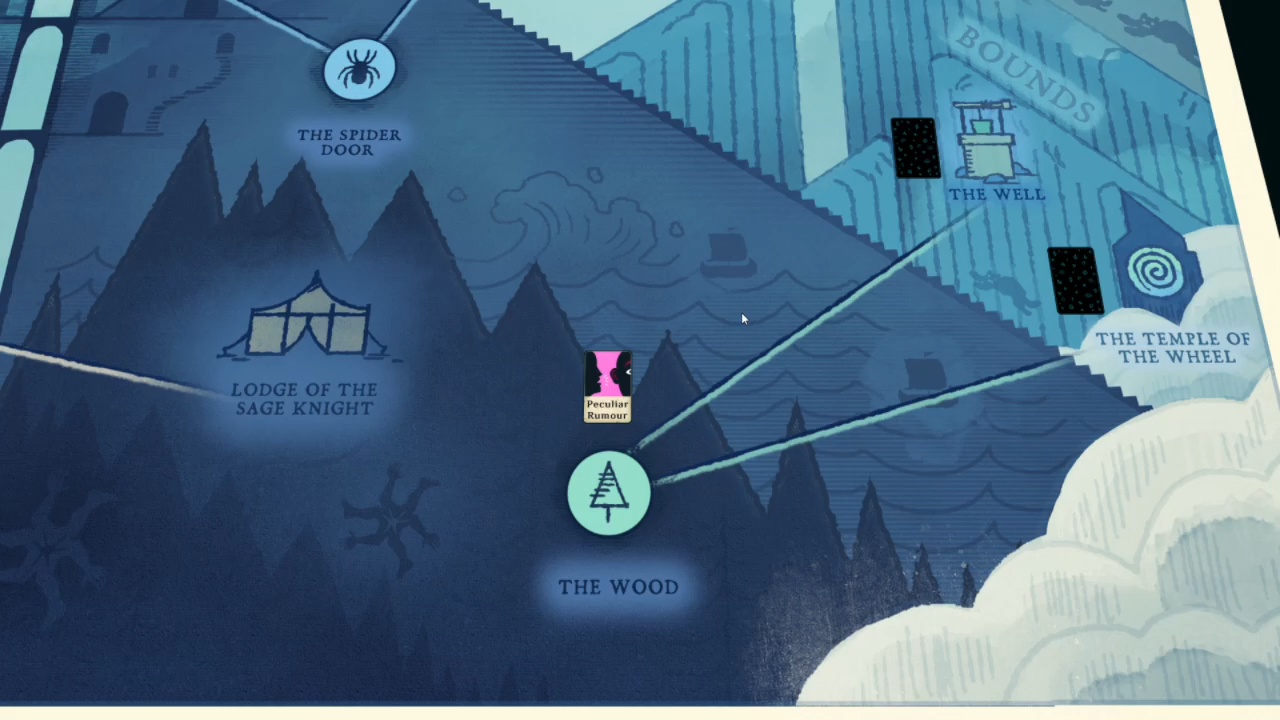 BOUNDS
THE SPIDER
DOOR
THE WELL
THE TEMPLE OF
THE WHEEL
LODGE OF THE
SAGE KNIGHT
Peculiar
Rumour
THE WOOD